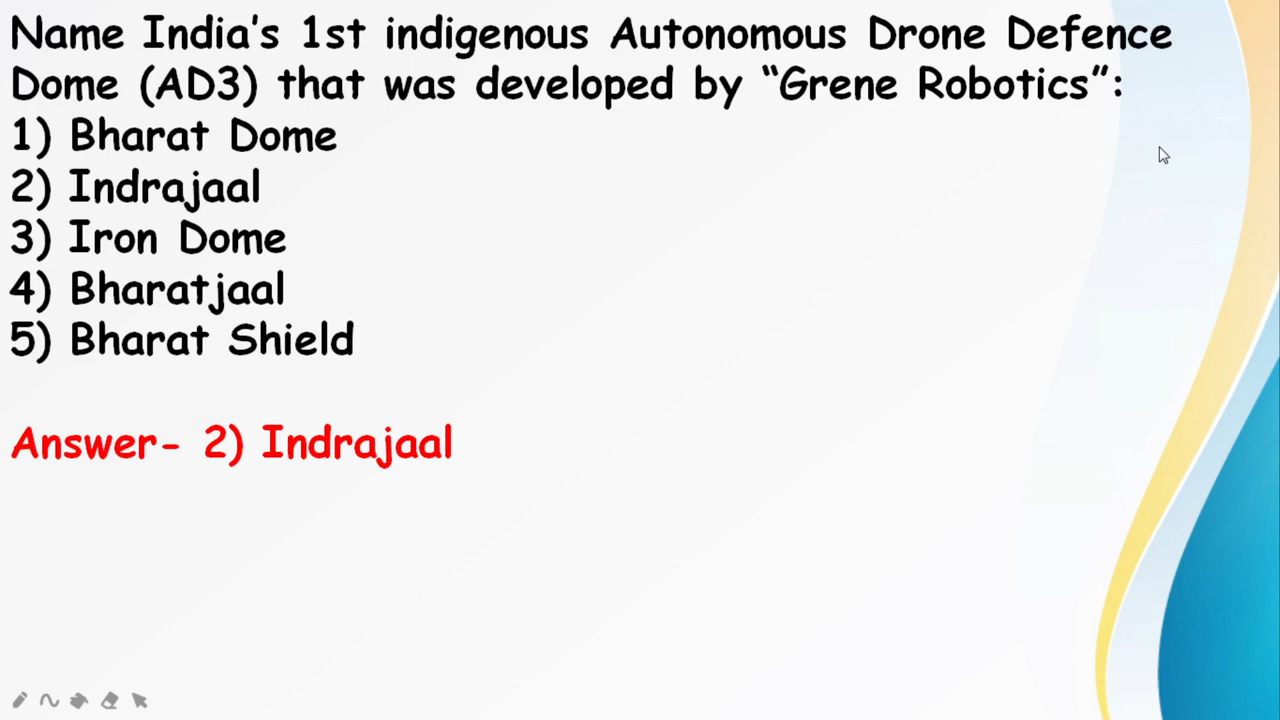 Name India’s 1st indigenous Autonomous Drone Defence
Dome (AD3) that was developed by “Grene Robotics”:
1) Bharat Dome
2) Indrajaal
3) Iron Dome
4) Bharatjaal
5) Bharat Shield
Answer- 2) Indrajaal